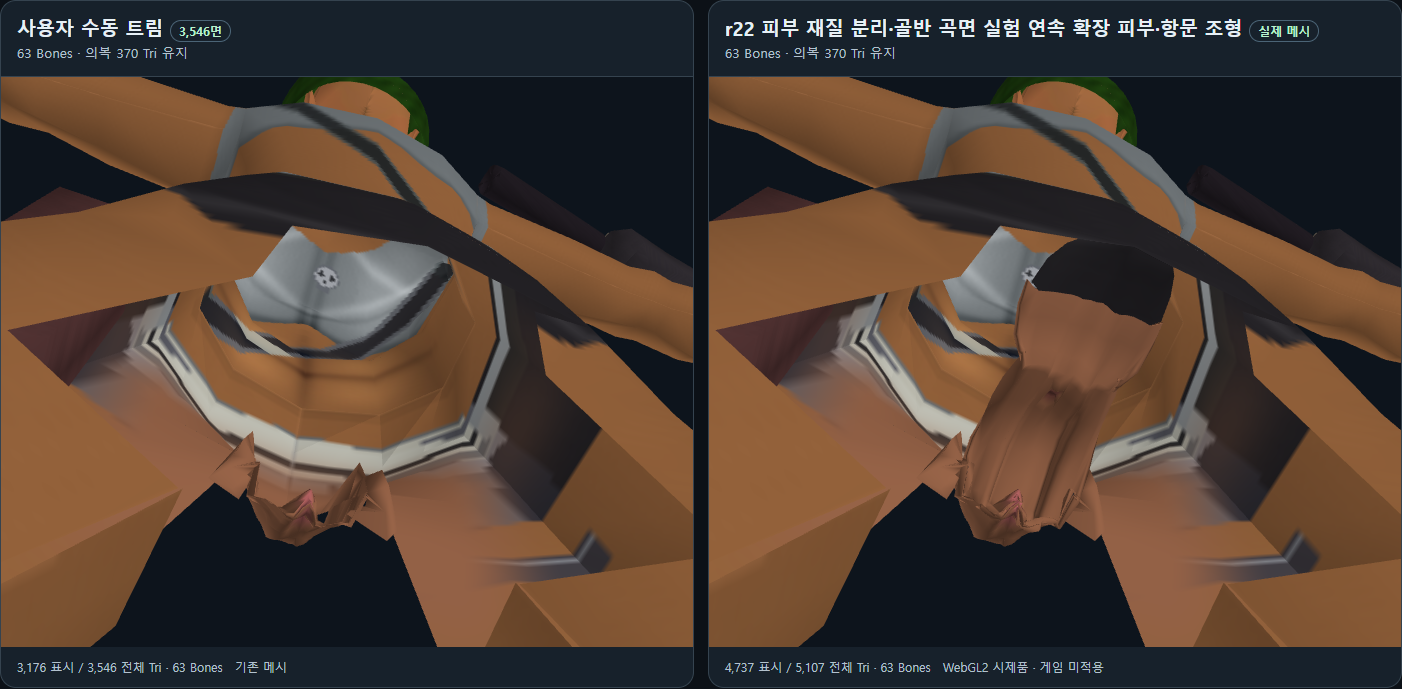 사용자 수동 트림 3,546면
63 Bones · 의복 370 Tri 유지
3,176 표시 / 3,546 전체 Tri · 63 Bones 기존 메시
r22 피부 재질 분리·골반 곡면 실험 연속 확장 피부·항문 조형 실제 메시
63 Bones · 의복 370 Tri 유지
4,737 표시 / 5,107 전체 Tri · 63 Bones WebGL2 시제품 · 게임 미적용